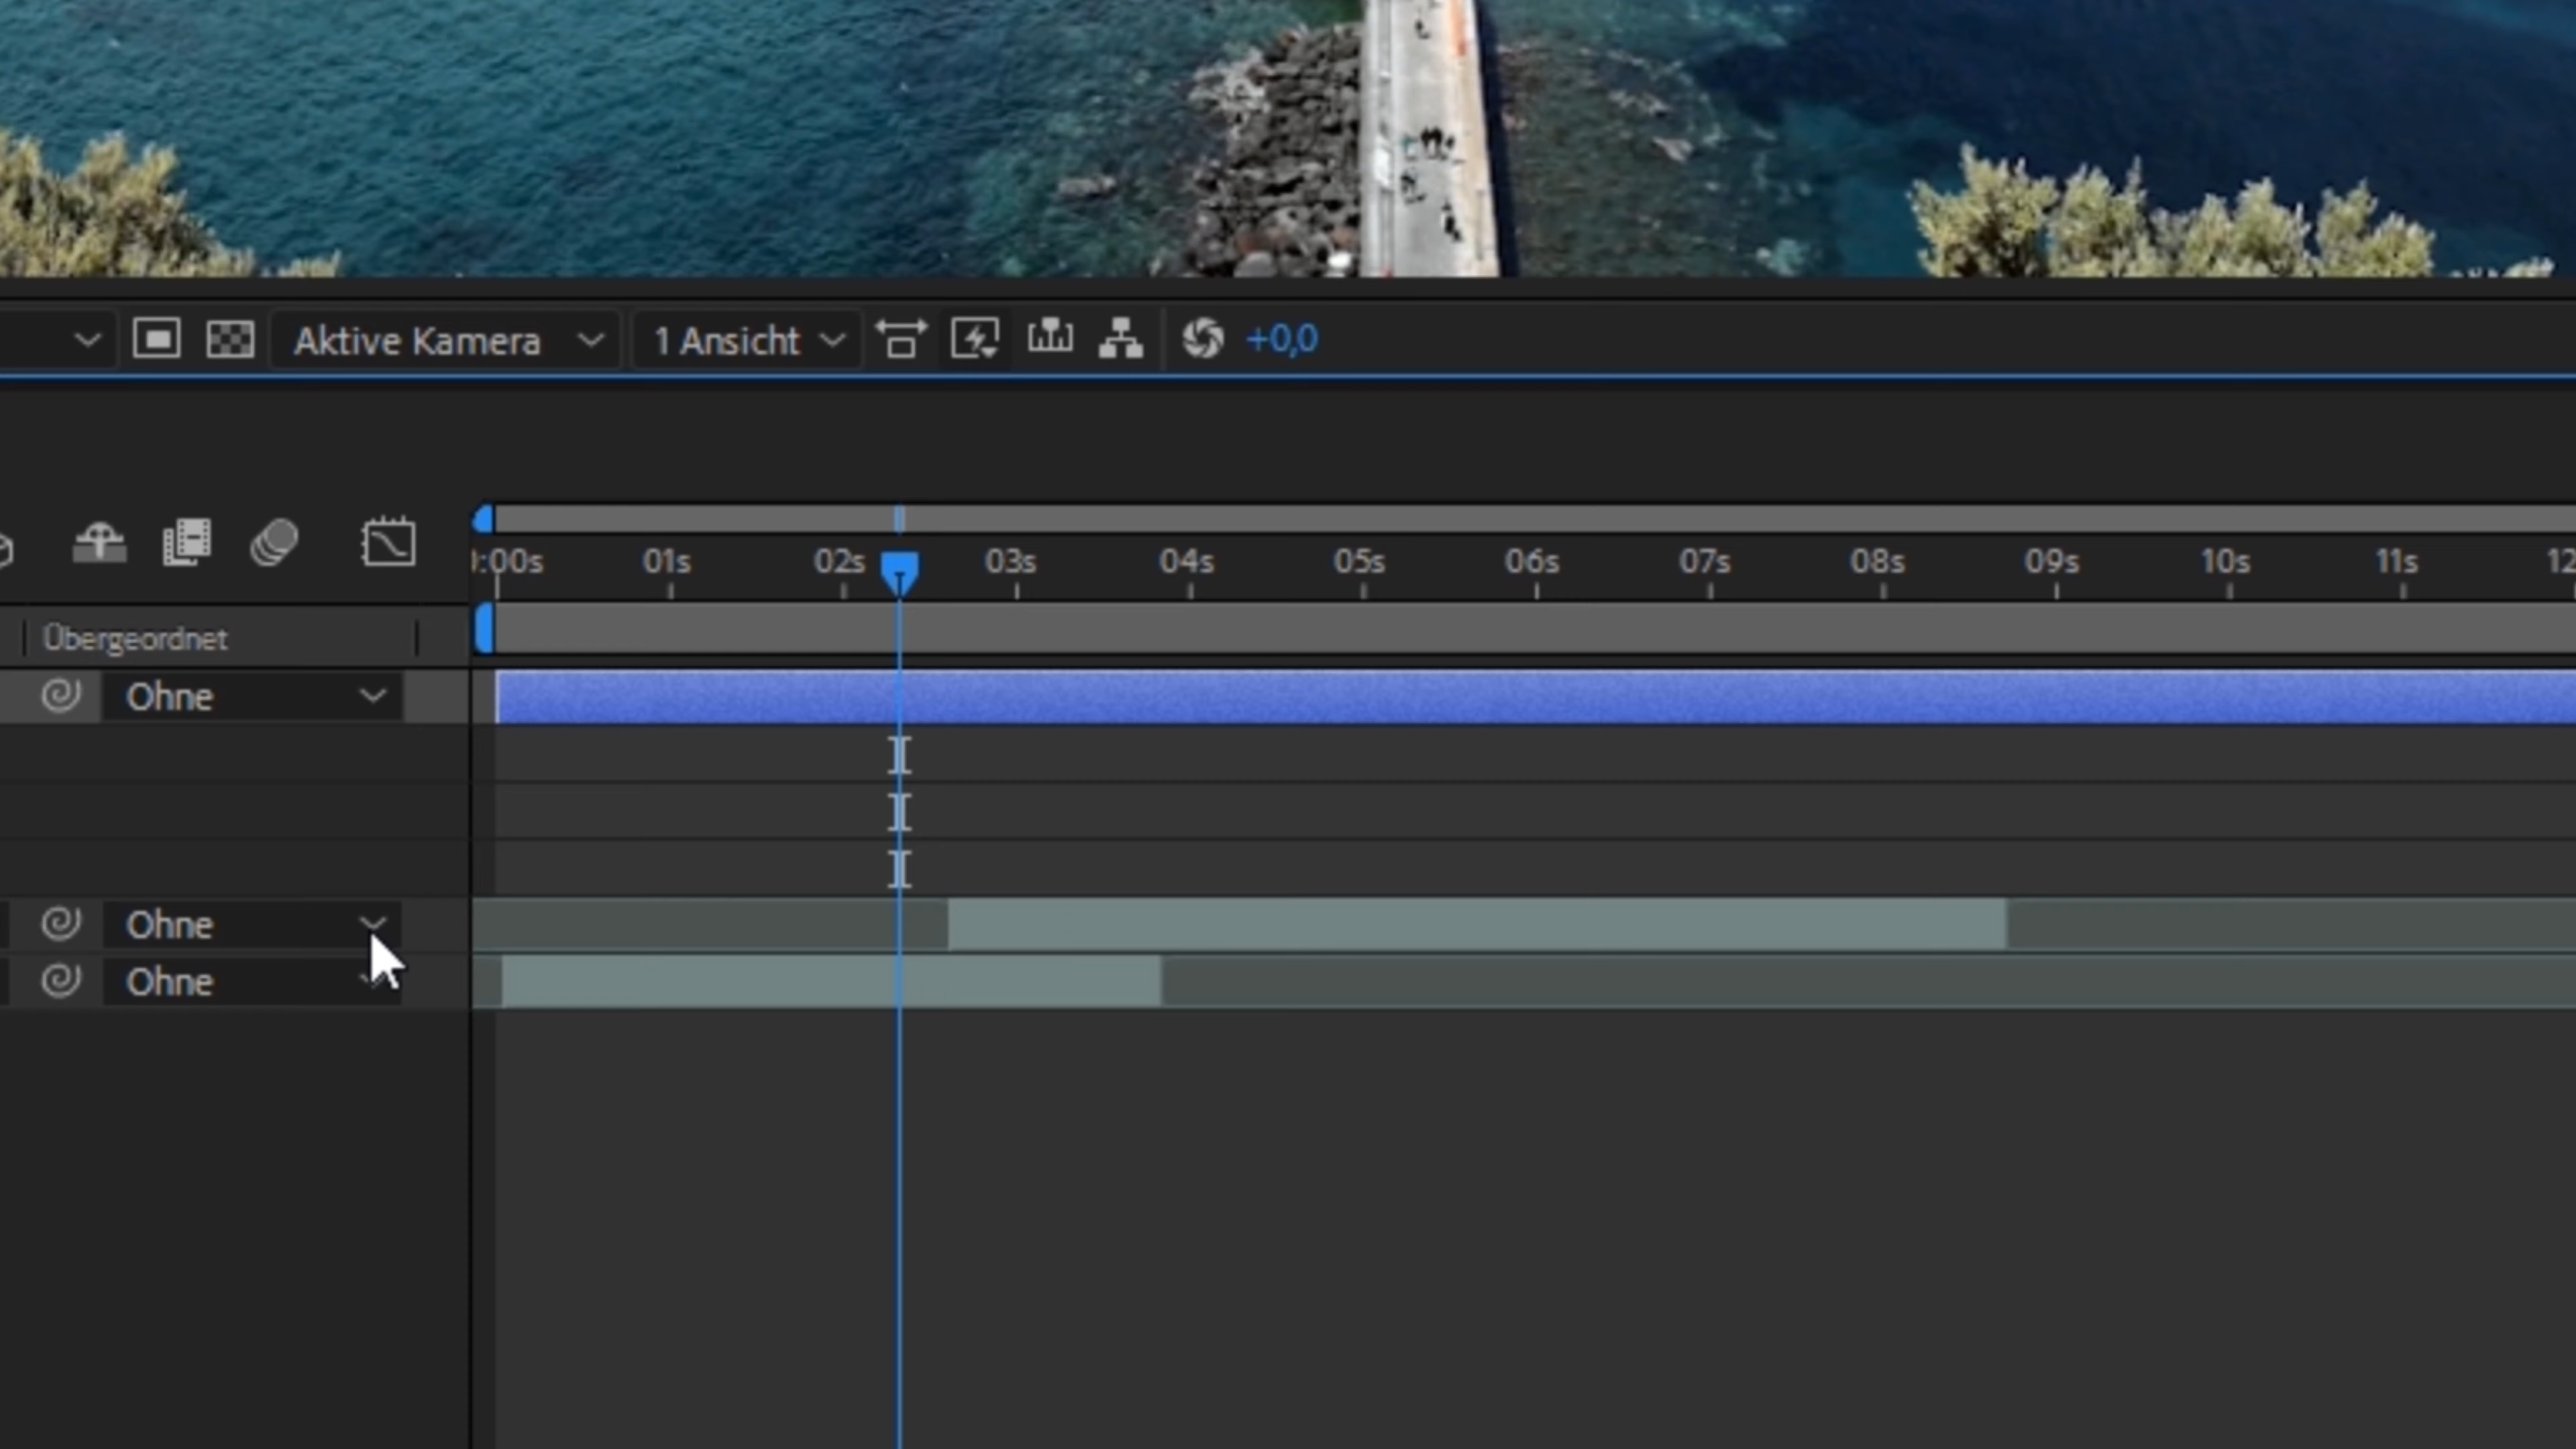 Aktive Kamera 1 Ansicht +0,0
:00s 01s 02s 03s 04s 05s 06s 07s 08s 09s 10s 11s 12
Übergeordnet
Ohne
Ohne
Ohne